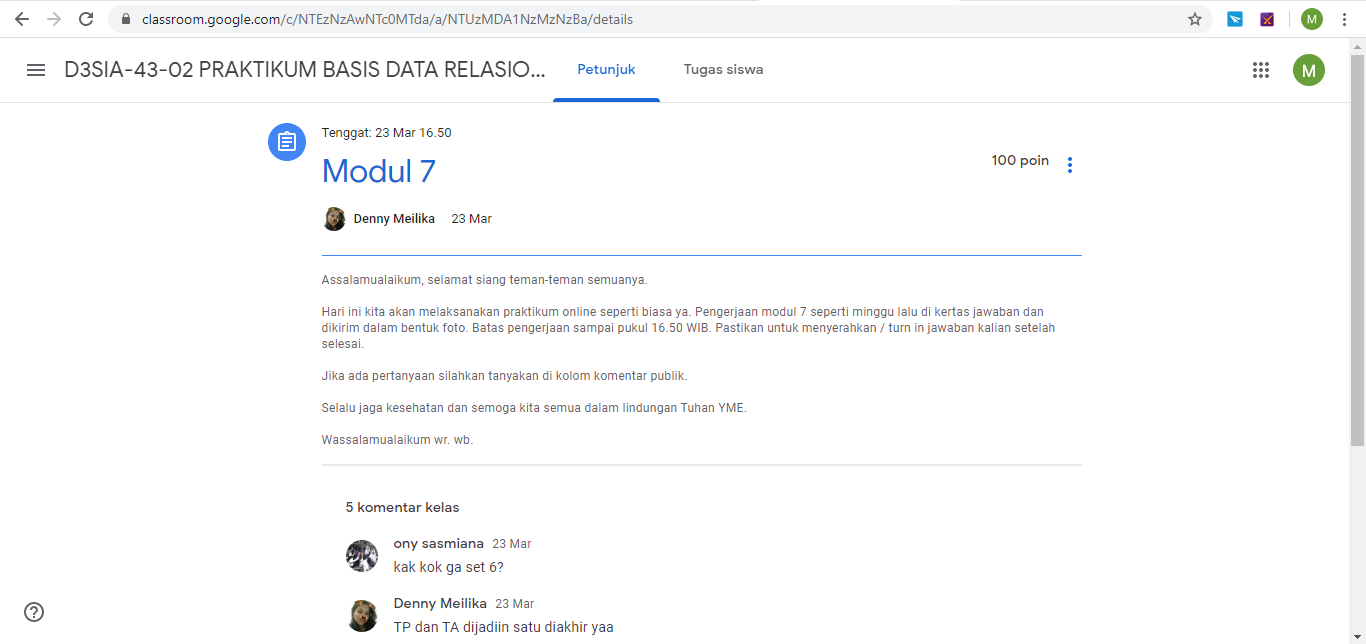 classroom.google.com/c/NTEzNzAwNTc0MTda/a/NTUzMDA1NzMzNzBa/details
M
D3SIA-43-02 PRAKTIKUM BASIS DATA RELASIO...
Petunjuk
Tugas siswa
M
Tenggat: 23 Mar 16.50
Modul 7
100 poin
Denny Meilika 23 Mar
Assalamualaikum, selamat siang teman-teman semuanya.
Hari ini kita akan melaksanakan praktikum online seperti biasa ya. Pengerjaan modul 7 seperti minggu lalu di kertas jawaban dan
dikirim dalam bentuk foto. Batas pengerjaan sampai pukul 16.50 WIB. Pastikan untuk menyerahkan / turn in jawaban kalian setelah
selesai.
Jika ada pertanyaan silahkan tanyakan di kolom komentar publik.
Selalu jaga kesehatan dan semoga kita semua dalam lindungan Tuhan YME.
Wassalamualaikum wr. wb.
5 komentar kelas
ony sasmiana 23 Mar
kak kok ga set 6?
Denny Meilika 23 Mar
TP dan TA dijadiin satu diakhir yaa